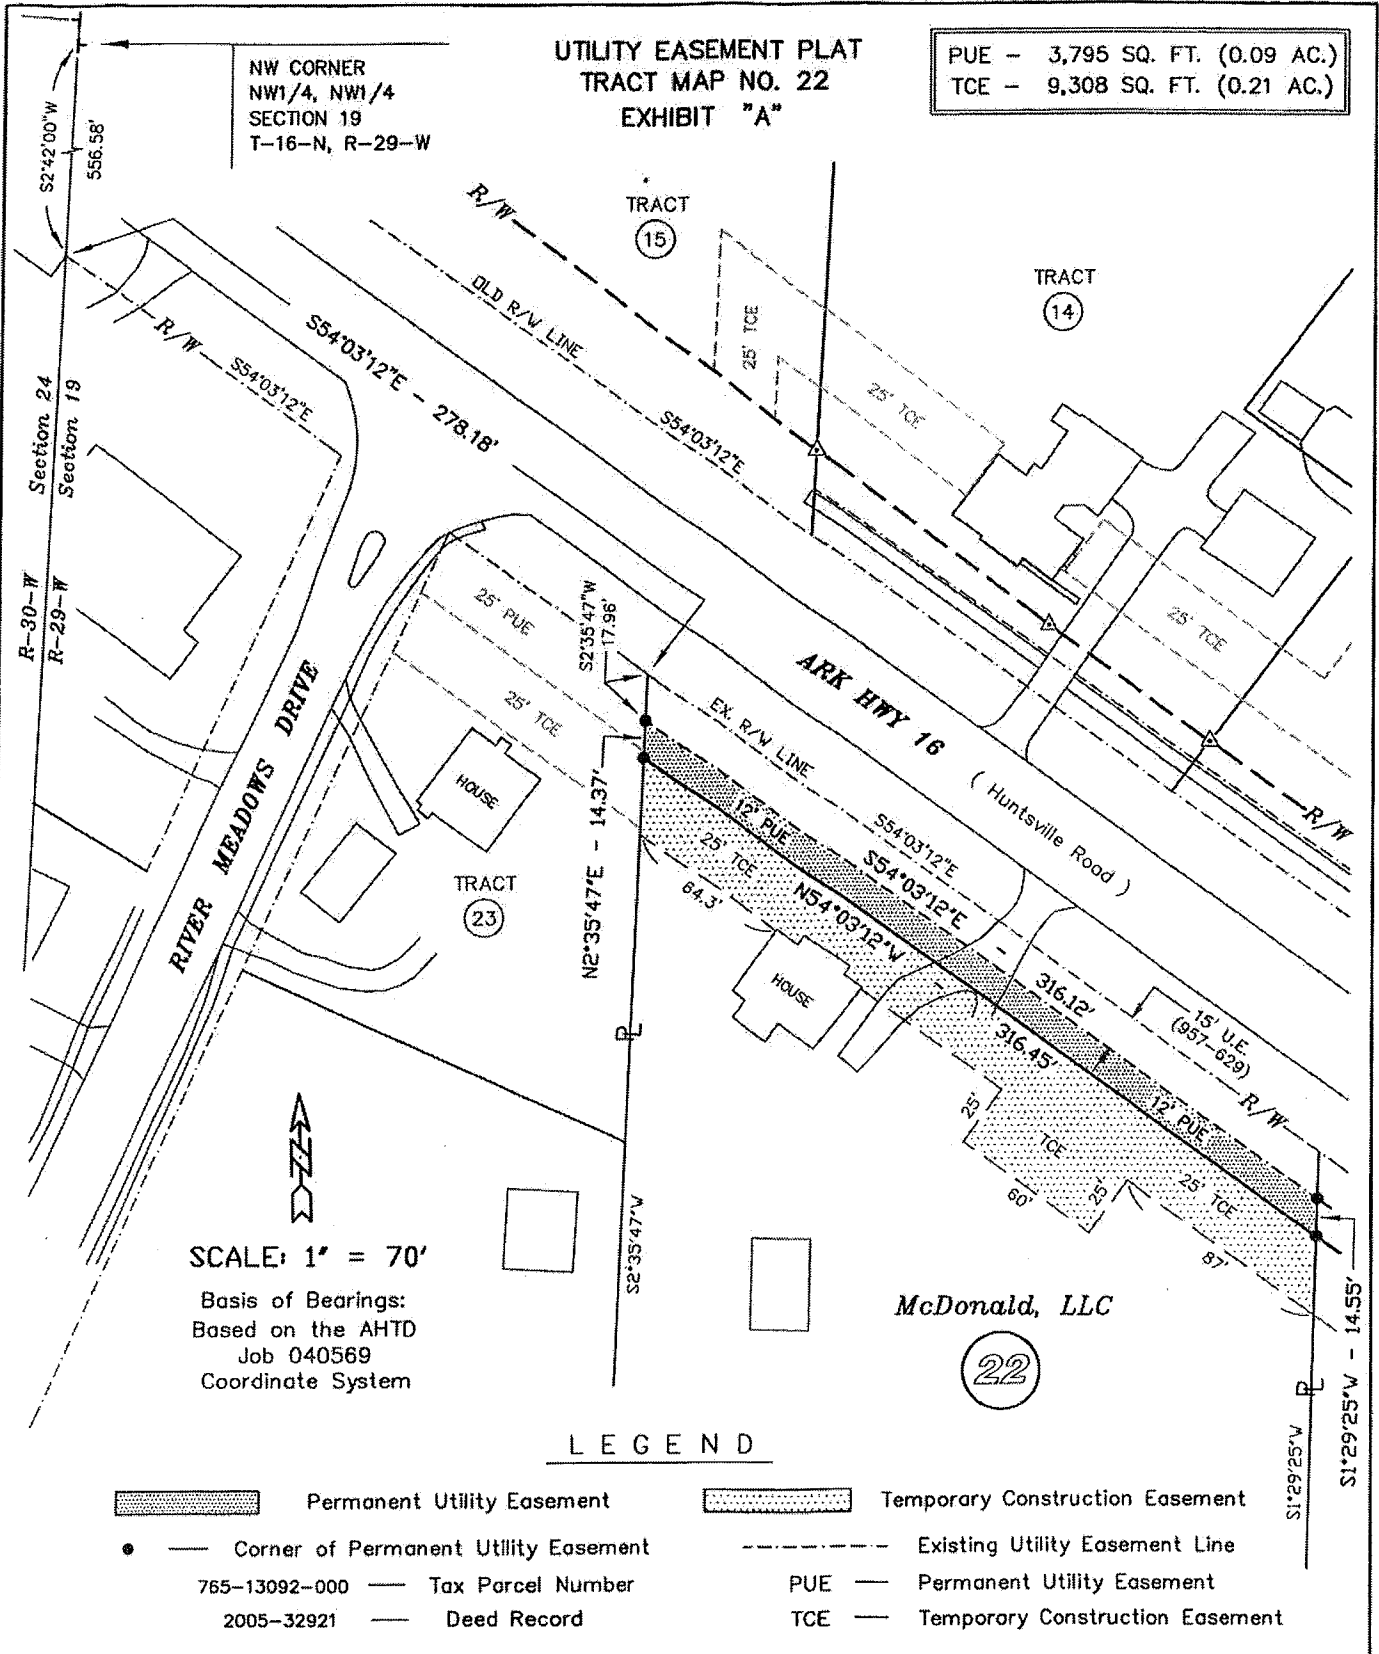 UTILITY EASEMENT PLAT
TRACT MAP NO. 22
EXHIBIT "A"
PUE – 3,795 SQ. FT. (0.09 AC.)
TCE – 9,308 SQ. FT. (0.21 AC.)
NW CORNER
NW1/4, NW1/4
SECTION 19
T–16–N, R–29–W
S2°42'00"W
556.58'
R/W
TRACT
15
TRACT
14
OLD R/W LINE
25' TCE
25' TCE
R/W
S54°03'12"E
S54°03'12"E – 278.18'
S54°03'12"E
Section 24
Section 19
R–30–W
R–29–W
25' PUE
25' TCE
S2°35'47"W
17.96'
25' TCE
ARK HWY 16
( Huntsville Road )
R/W
EX. R/W LINE
RIVER MEADOWS DRIVE
HOUSE
N2°35'47"E – 14.37'
12' PUE
25' TCE
S54°03'12"E
S54°03'12"E – 316.12'
N54°03'12"W – 316.45'
64.3'
TRACT
23
HOUSE
15' U.E.
(957–629)
R/W
PL
12' PUE
25'
TCE
60'
25'
25' TCE
87'
S2°35'47"W
SCALE: 1" = 70'
Basis of Bearings:
Based on the AHTD
Job 040569
Coordinate System
McDonald, LLC
22
PL
S1°29'25"W – 14.55'
S1°29'25"W
LEGEND
Permanent Utility Easement
Temporary Construction Easement
Corner of Permanent Utility Easement
Existing Utility Easement Line
765–13092–000 — Tax Parcel Number
PUE — Permanent Utility Easement
2005–32921 — Deed Record
TCE — Temporary Construction Easement